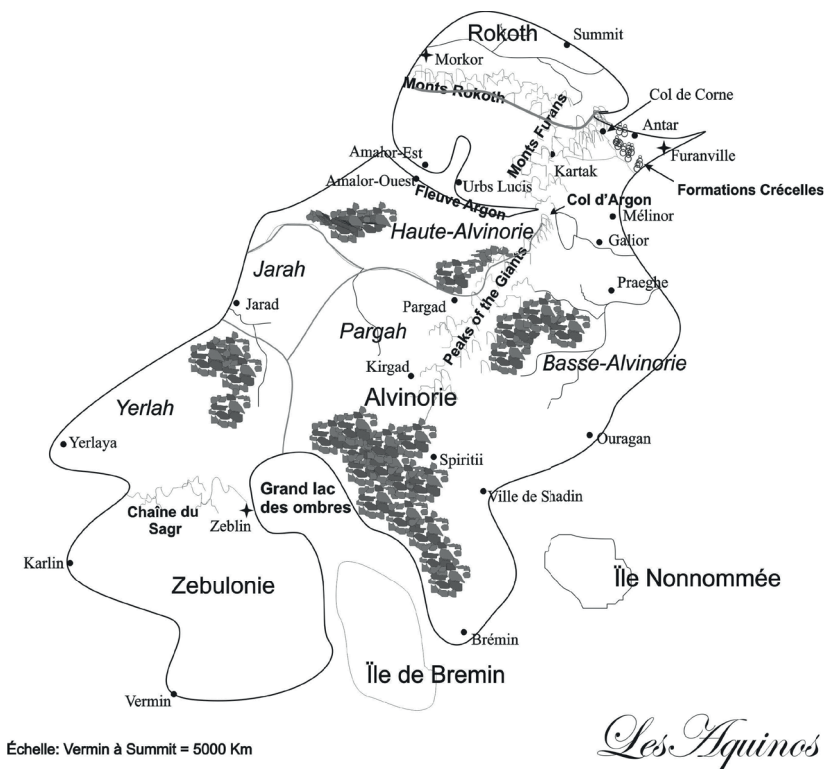 Rokoth
Summit
Morkor
Monts Rokoth
Col de Corne
Monts Furans
Antar
Furanville
Kartak
Formations Crécelles
Amalor-Est
Amalor-Ouest
Urbs Lucis
Fleuve Argon
Col d'Argon
Mélinor
Haute-Alvinorie
Galior
Jarah
Praeghe
Jarad
Pargad
Peaks of the Giants
Pargah
Kirgad
Basse-Alvinorie
Alvinorie
Yerlah
Yerlaya
Ouragan
Spiritii
Grand lac
des ombres
Ville de Shadin
Chaîne du
Sagr
Zeblin
Karlin
Zebulonie
Ïle Nonnommée
Brémin
Ïle de Bremin
Vermin
Échelle: Vermin à Summit = 5000 Km
Les Aquinos